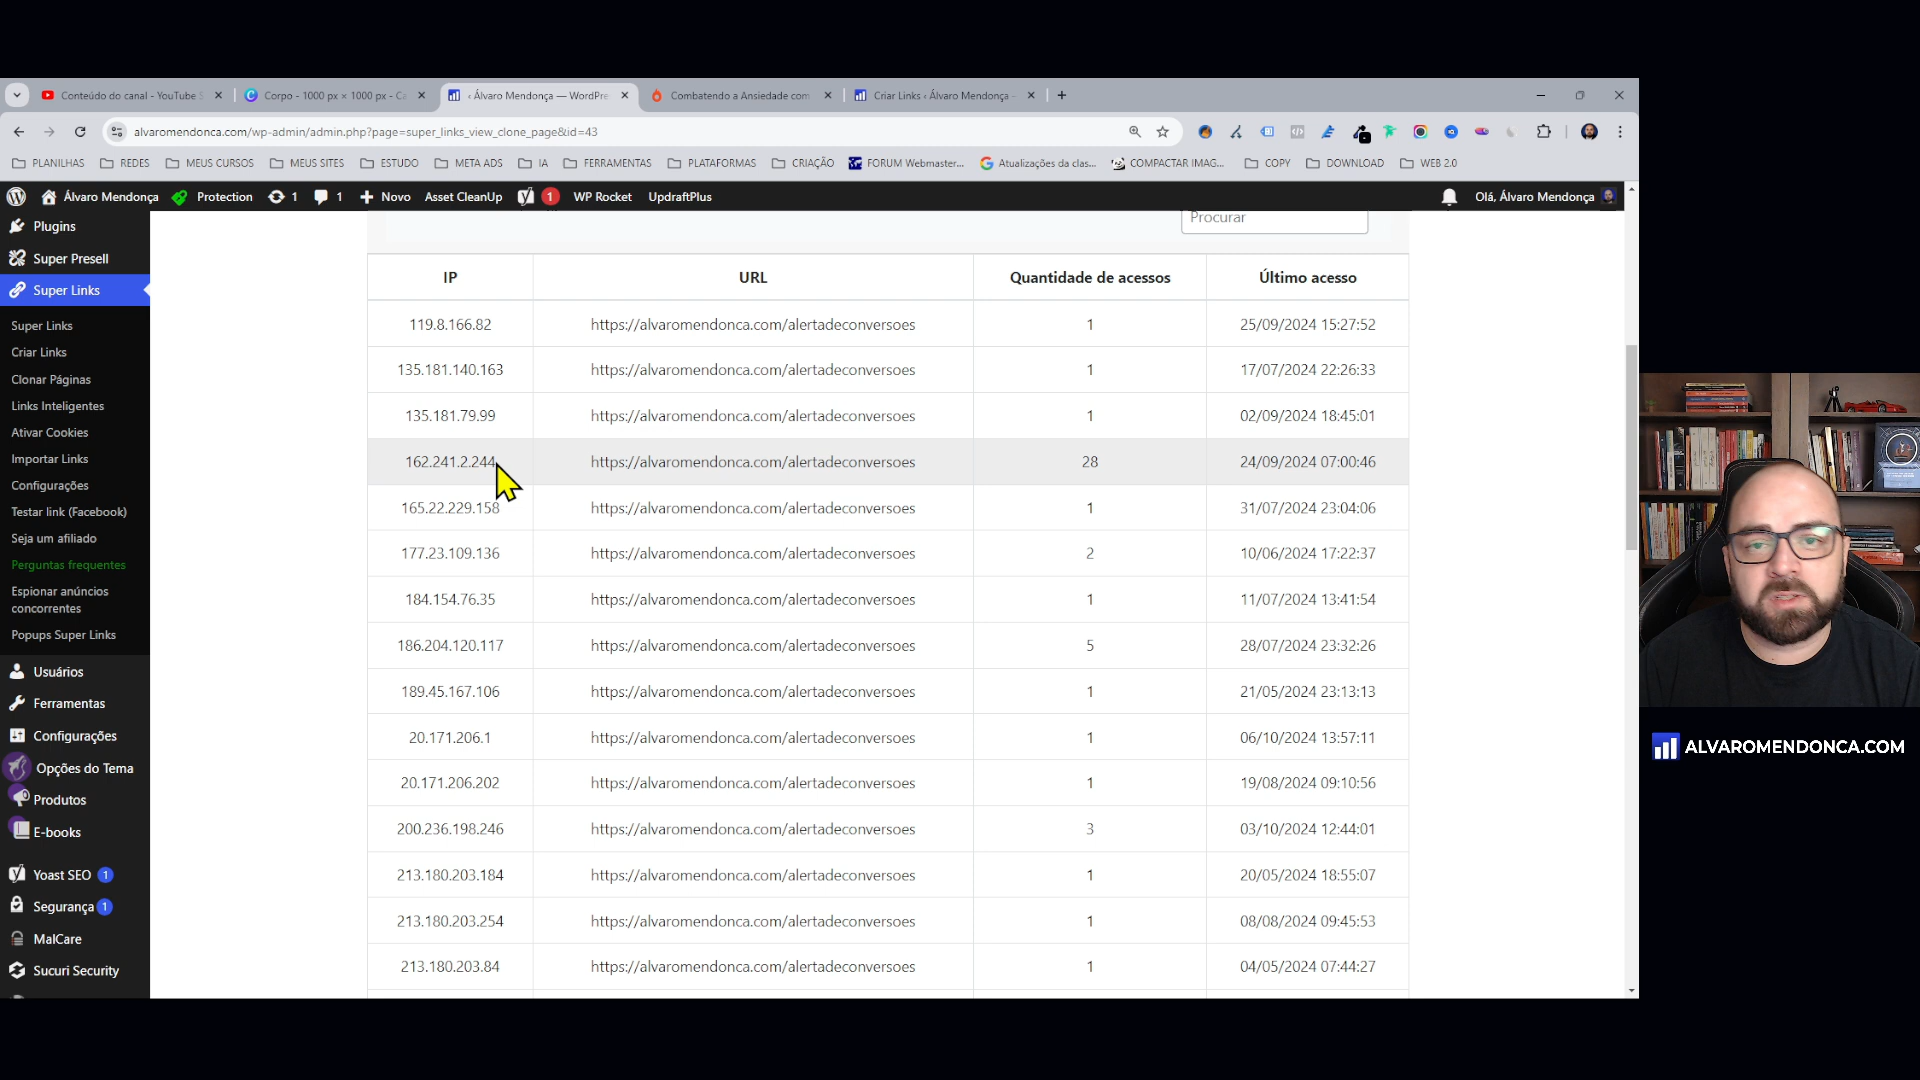 Conteúdo do canal - YouTube S
Corpo - 1000 px × 1000 px - Ca
‹ Álvaro Mendonça — WordPre
Combatendo a Ansiedade com
Criar Links ‹ Álvaro Mendonça -
alvaromendonca.com/wp-admin/admin.php?page=super_links_view_clone_page&id=43
PLANILHAS
REDES
MEUS CURSOS
MEUS SITES
ESTUDO
META ADS
IA
FERRAMENTAS
PLATAFORMAS
CRIAÇÃO
FORUM Webmaster...
Atualizações da clas...
COMPACTAR IMAG...
COPY
DOWNLOAD
WEB 2.0
Álvaro Mendonça
Protection
1
1
Novo
Asset CleanUp
1
WP Rocket
UpdraftPlus
Olá, Álvaro Mendonça
Plugins
Super Presell
Super Links
Super Links
Criar Links
Clonar Páginas
Links Inteligentes
Ativar Cookies
Importar Links
Configurações
Testar link (Facebook)
Seja um afiliado
Perguntas frequentes
Espionar anúncios
concorrentes
Popups Super Links
Usuários
Ferramentas
Configurações
Opções do Tema
Produtos
E-books
Yoast SEO 1
Segurança 1
MalCare
Sucuri Security
Procurar
IP URL Quantidade de acessos Último acesso
119.8.166.82 https://alvaromendonca.com/alertadeconversoes 1 25/09/2024 15:27:52
135.181.140.163 https://alvaromendonca.com/alertadeconversoes 1 17/07/2024 22:26:33
135.181.79.99 https://alvaromendonca.com/alertadeconversoes 1 02/09/2024 18:45:01
162.241.2.244 https://alvaromendonca.com/alertadeconversoes 28 24/09/2024 07:00:46
165.22.229.158 https://alvaromendonca.com/alertadeconversoes 1 31/07/2024 23:04:06
177.23.109.136 https://alvaromendonca.com/alertadeconversoes 2 10/06/2024 17:22:37
184.154.76.35 https://alvaromendonca.com/alertadeconversoes 1 11/07/2024 13:41:54
186.204.120.117 https://alvaromendonca.com/alertadeconversoes 5 28/07/2024 23:32:26
189.45.167.106 https://alvaromendonca.com/alertadeconversoes 1 21/05/2024 23:13:13
20.171.206.1 https://alvaromendonca.com/alertadeconversoes 1 06/10/2024 13:57:11
20.171.206.202 https://alvaromendonca.com/alertadeconversoes 1 19/08/2024 09:10:56
200.236.198.246 https://alvaromendonca.com/alertadeconversoes 3 03/10/2024 12:44:01
213.180.203.184 https://alvaromendonca.com/alertadeconversoes 1 20/05/2024 18:55:07
213.180.203.254 https://alvaromendonca.com/alertadeconversoes 1 08/08/2024 09:45:53
213.180.203.84 https://alvaromendonca.com/alertadeconversoes 1 04/05/2024 07:44:27
ALVAROMENDONCA.COM